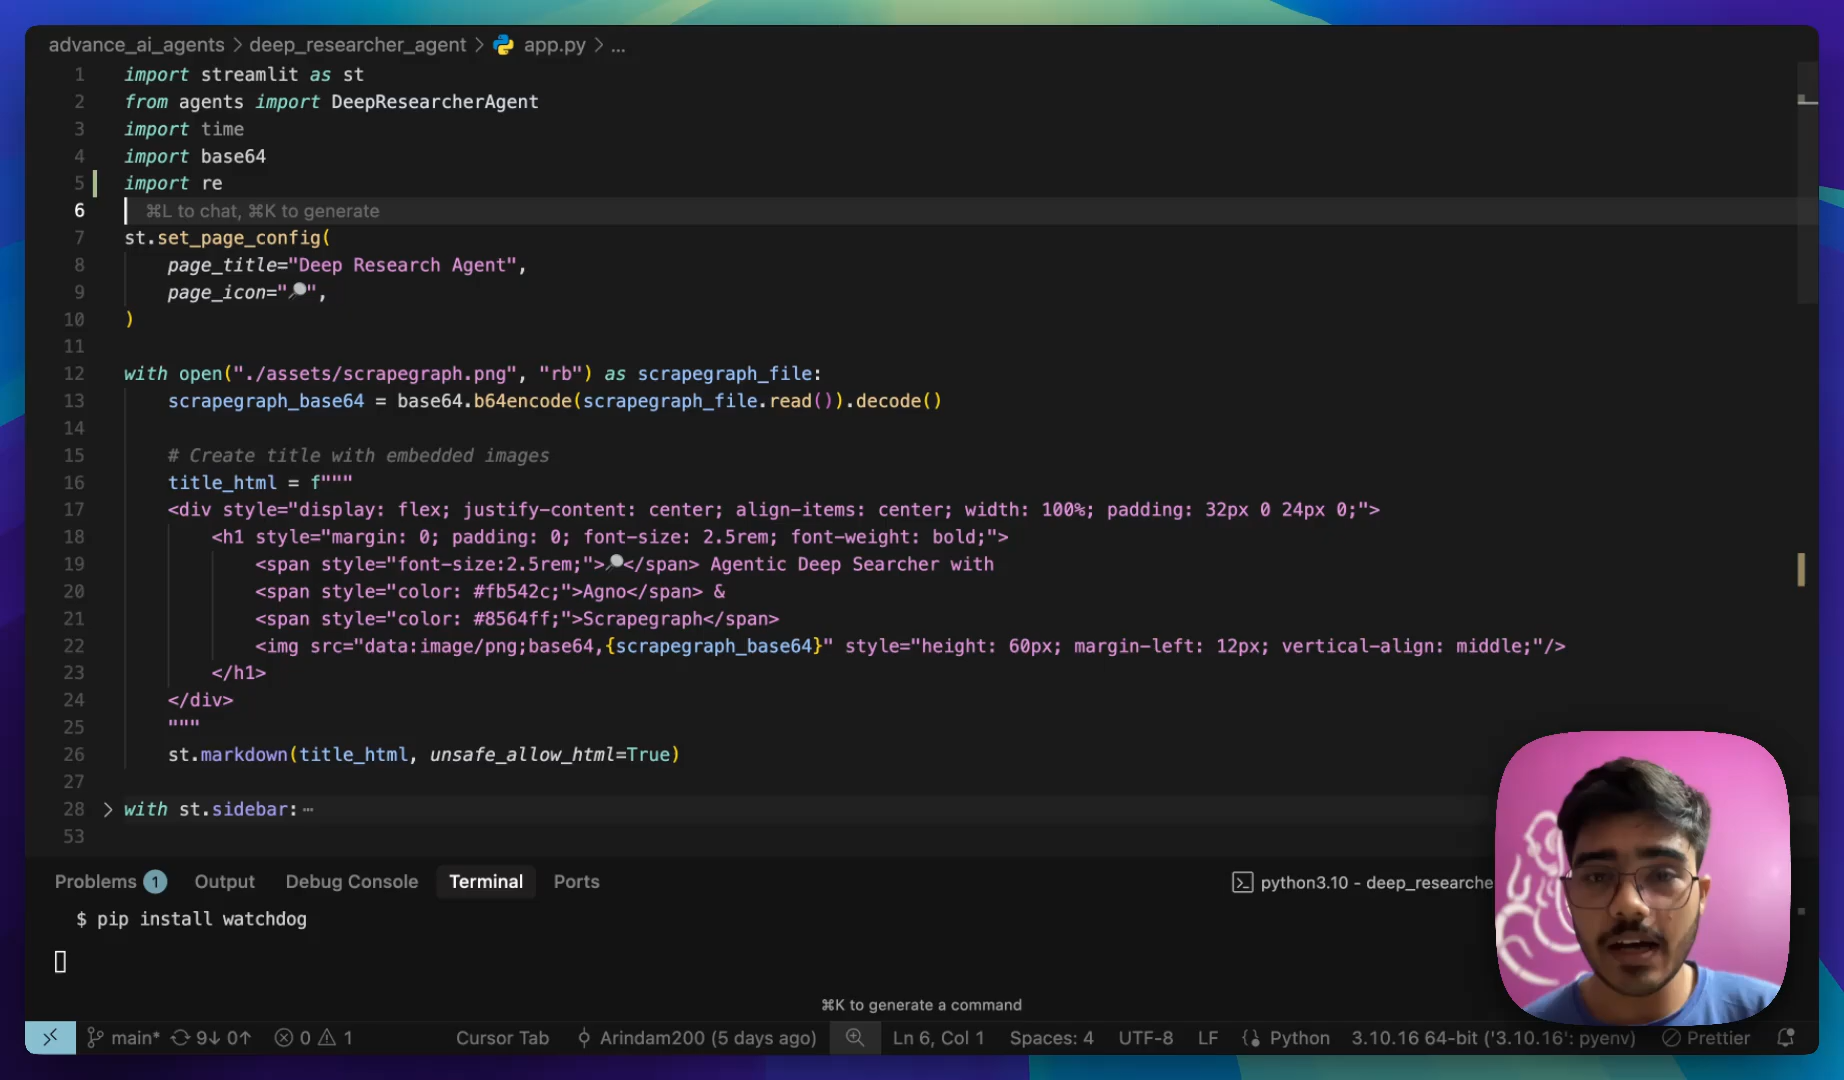 advance_ai_agents > deep_researcher_agent > app.py > ...
1 import streamlit as st
2 from agents import DeepResearcherAgent
3 import time
4 import base64
5 import re
6 ⌘L to chat, ⌘K to generate
7 st.set_page_config(
8 page_title="Deep Research Agent",
9 page_icon="🔎",
10 )
11
12 with open("./assets/scrapegraph.png", "rb") as scrapegraph_file:
13 scrapegraph_base64 = base64.b64encode(scrapegraph_file.read()).decode()
14
15 # Create title with embedded images
16 title_html = f"""
17 <div style="display: flex; justify-content: center; align-items: center; width: 100%; padding: 32px 0 24px 0;">
18 <h1 style="margin: 0; padding: 0; font-size: 2.5rem; font-weight: bold;">
19 <span style="font-size:2.5rem;">🔎</span> Agentic Deep Searcher with
20 <span style="color: #fb542c;">Agno</span> &
21 <span style="color: #8564ff;">Scrapegraph</span>
22 <img src="data:image/png;base64,{scrapegraph_base64}" style="height: 60px; margin-left: 12px; vertical-align: middle;"/>
23 </h1>
24 </div>
25 """
26 st.markdown(title_html, unsafe_allow_html=True)
27
28 > with st.sidebar: ⋯
53
Problems 1 Output Debug Console Terminal Ports python3.10 - deep_researche
$ pip install watchdog
⌘K to generate a command
main* 9↓ 0↑ 0 1 Cursor Tab Arindam200 (5 days ago) Ln 6, Col 1 Spaces: 4 UTF-8 LF Python 3.10.16 64-bit ('3.10.16': pyenv) Prettier